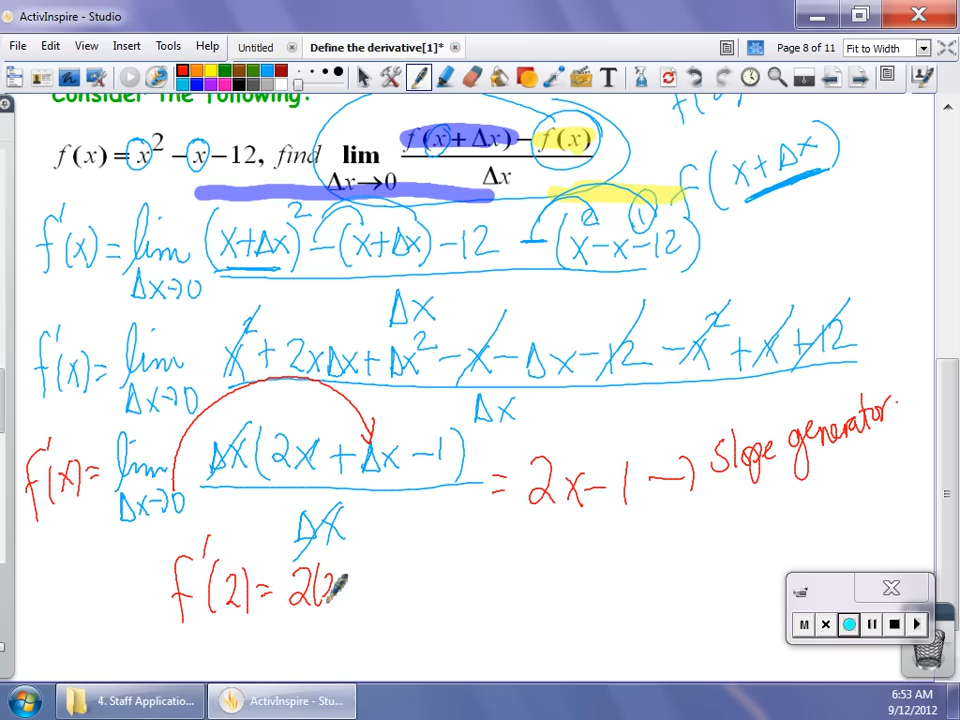 ActivInspire - Studio
File Edit View Insert Tools Help Untitled Define the derivative[1]* Page 8 of 11 Fit to Width
Consider the following:
f(x) = x² − x − 12, find lim Δx→0 f(x + Δx) − f(x) / Δx
f(x + Δx)
f'(x) = lim Δx→0 (x+Δx)² − (x+Δx) − 12 − (x² − x − 12) / Δx
1
f'(x) = lim Δx→0 x² + 2xΔx + Δx² − x − Δx − 12 − x² + x + 12 / Δx
f'(x) = lim Δx→0 Δx(2x + Δx − 1) / Δx = 2x − 1 → slope generator.
f'(2) = 2(2
M
4. Staff Applicatio... ActivInspire - Studio
6:53 AM
9/12/2012